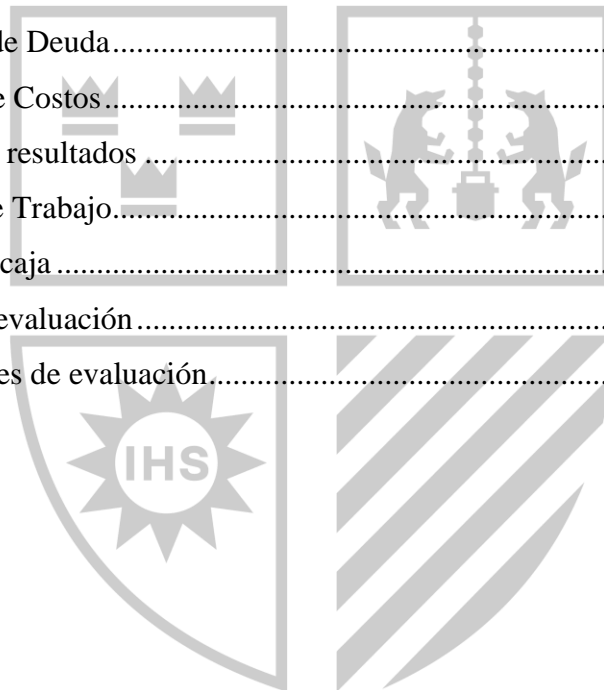 de Deuda..............................................................
e Costos...............................................................
resultados ..........................................................
e Trabajo..............................................................
caja .....................................................................
evaluación ...........................................................
es de evaluación..................................................
IHS